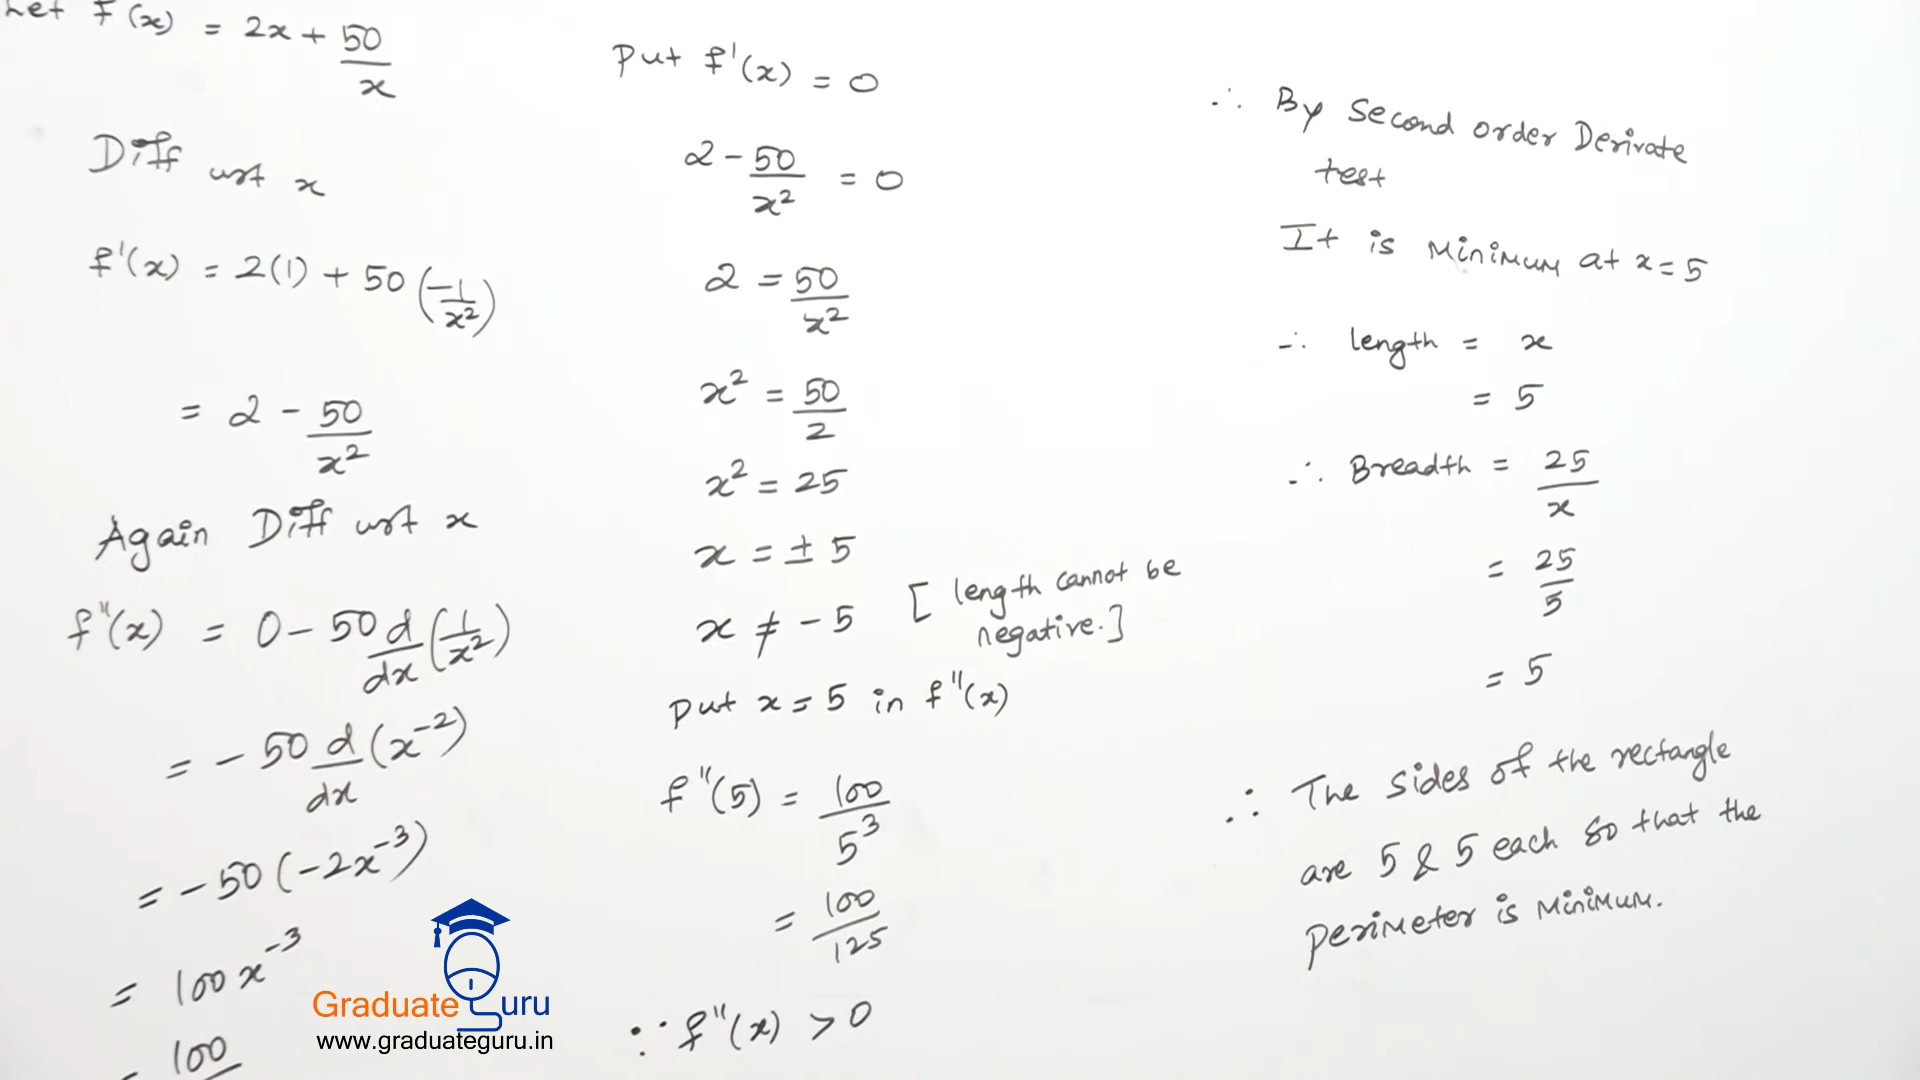 Let f(x) = 2x + 50/x
Diff wrt x
f'(x) = 2(1) + 50(-1/x²)
= 2 - 50/x²
Again Diff wrt x
f"(x) = 0 - 50 d/dx (1/x²)
= - 50 d/dx (x⁻²)
= - 50 (-2x⁻³)
= 100 x⁻³
= 100
Put f'(x) = 0
2 - 50/x² = 0
2 = 50/x²
x² = 50/2
x² = 25
x = ± 5
x ≠ - 5 [ length cannot be
negative.]
Put x = 5 in f"(x)
f"(5) = 100/5³
= 100/125
∵ f"(x) > 0
∴ By Second order Derivate
test
It is Minimum at x = 5
∴ length = x
= 5
∴ Breadth = 25/x
= 25/5
= 5
∴ The sides of the rectangle
are 5 & 5 each so that the
perimeter is Minimum.
Graduate Guru
www.graduateguru.in